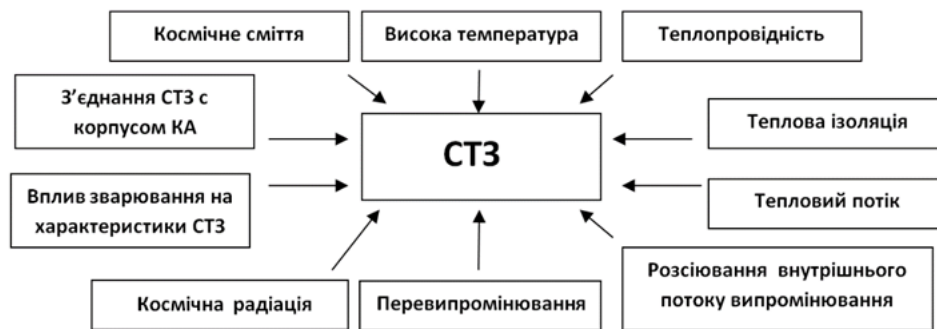 Космічне сміття
Висока температура
Теплопровідність
З’єднання СТЗ с
корпусом КА
СТЗ
Теплова ізоляція
Вплив зварювання на
характеристики СТЗ
Тепловий потік
Космічна радіація
Перевипромінювання
Розсіювання внутрішнього
потоку випромінювання